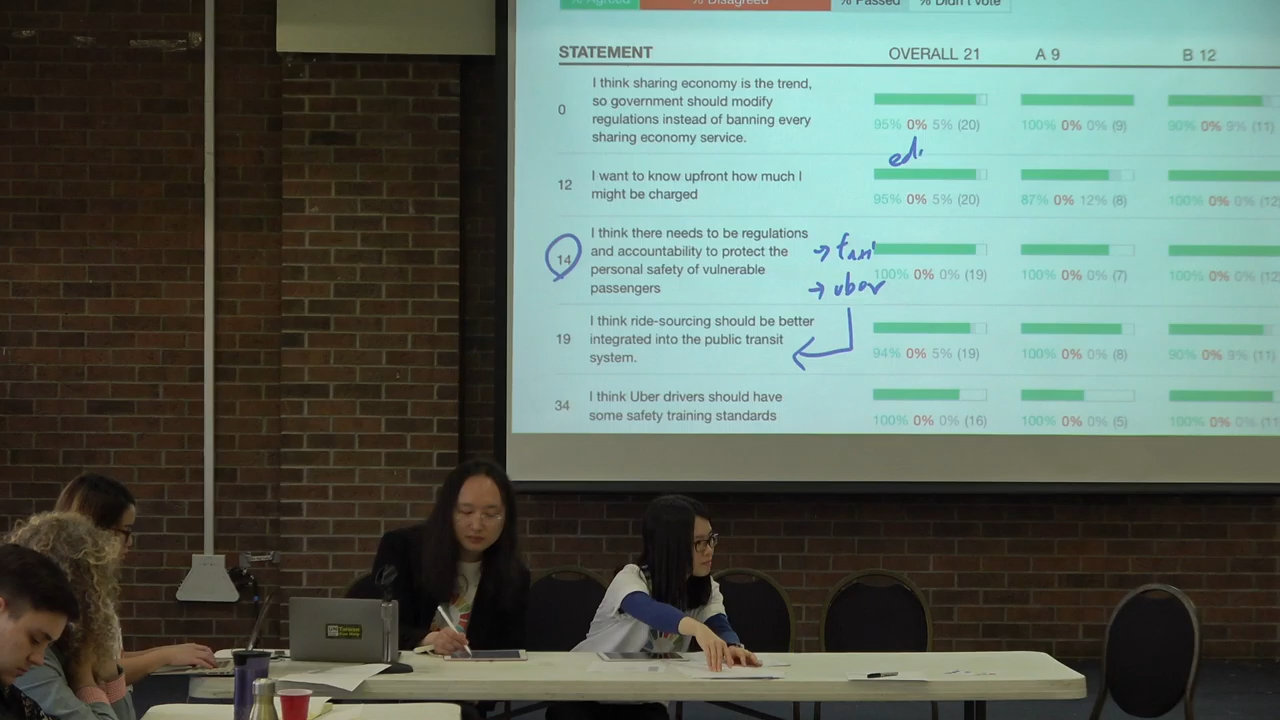 % Agreed % Disagreed % Passed % Didn't vote
STATEMENT OVERALL 21 A 9 B 12
0 I think sharing economy is the trend,
so government should modify
regulations instead of banning every
sharing economy service.
95% 0% 5% (20) 100% 0% 0% (9) 90% 0% 9% (11)
12 I want to know upfront how much I
might be charged
95% 0% 5% (20) 87% 0% 12% (8) 100% 0% 0% (12
14 I think there needs to be regulations
and accountability to protect the
personal safety of vulnerable
passengers
→ taxi
→ uber
100% 0% 0% (19) 100% 0% 0% (7) 100% 0% 0% (12
19 I think ride-sourcing should be better
integrated into the public transit
system.
94% 0% 5% (19) 100% 0% 0% (8) 90% 0% 9% (11)
34 I think Uber drivers should have
some safety training standards
100% 0% 0% (16) 100% 0% 0% (5) 100% 0% 0% (11